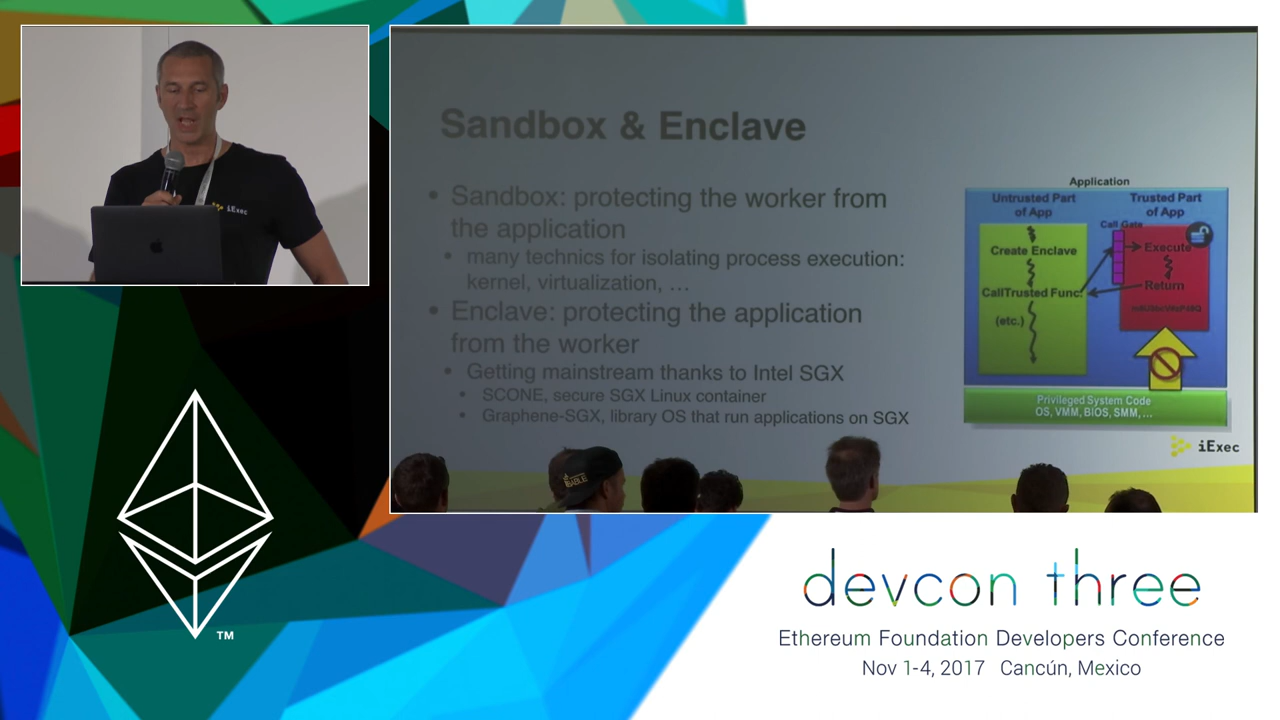 iExec
Sandbox & Enclave
• Sandbox: protecting the worker from
the application
• many technics for isolating process execution:
kernel, virtualization, ...
• Enclave: protecting the application
from the worker
• Getting mainstream thanks to Intel SGX
• SCONE, secure SGX Linux container
• Graphene-SGX, library OS that run applications on SGX
Application
Untrusted Part
of App
Trusted Part
of App
Call Gate
Create Enclave
Execute
CallTrusted Func.
Return
(etc.)
Privileged System Code
OS, VMM, BIOS, SMM, ...
iExec
TM
devcon three
Ethereum Foundation Developers Conference
Nov 1-4, 2017 Cancún, Mexico